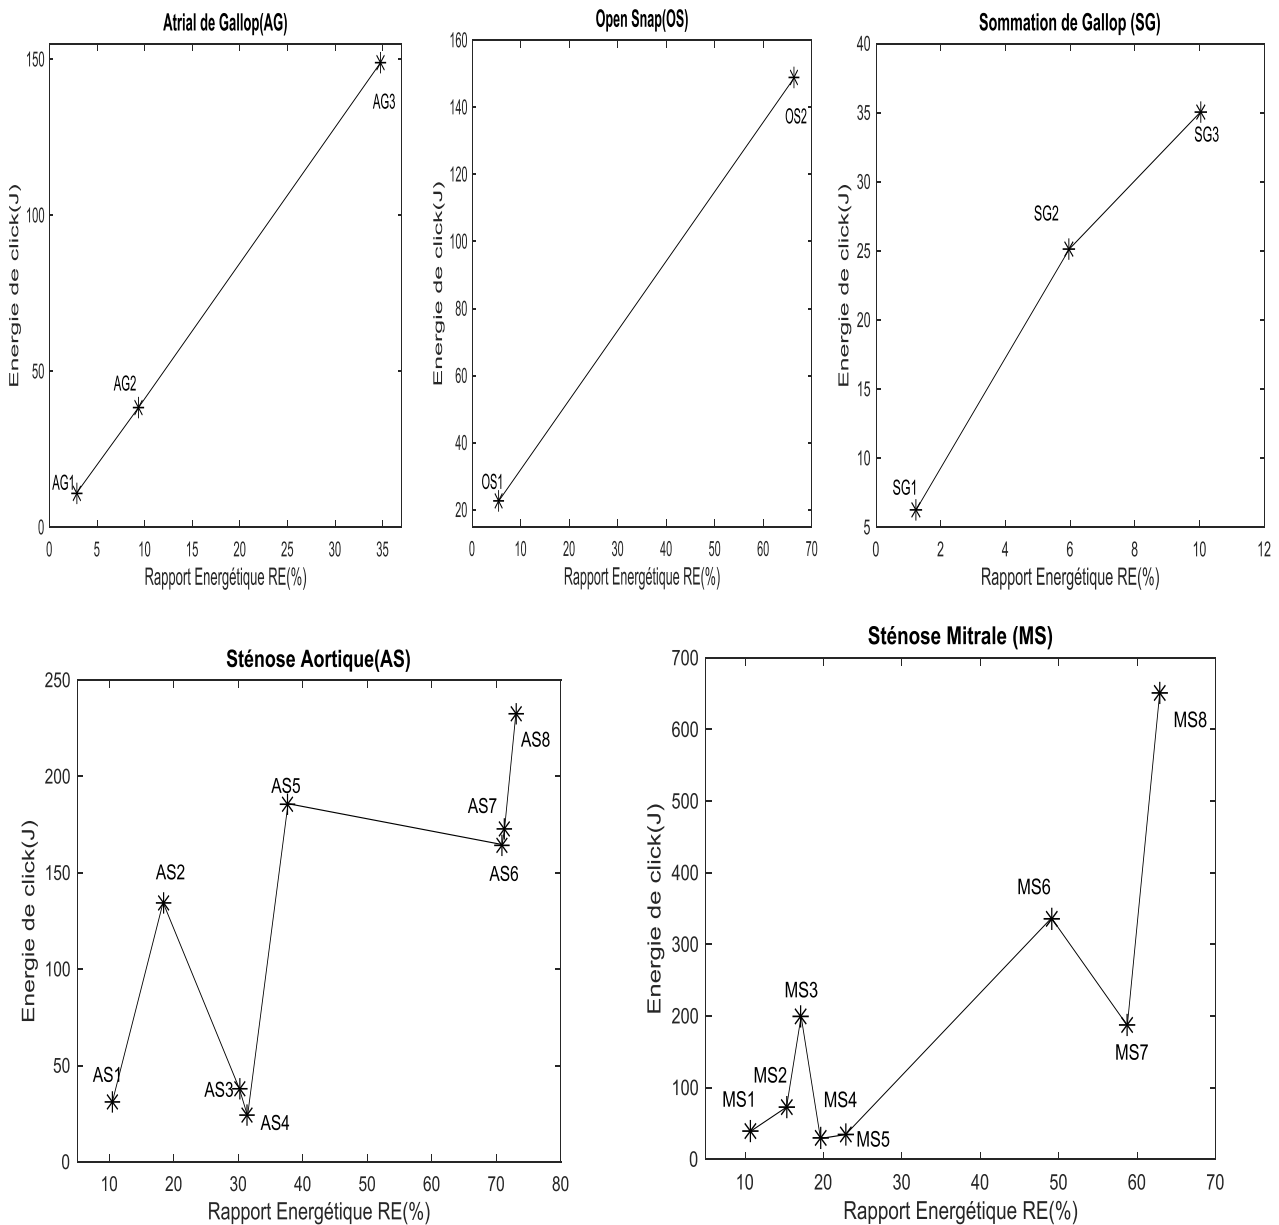 Atrial de Gallop(AG)
150
100
50
0
Energie de click(J)
AG1
AG2
AG3
0 5 10 15 20 25 30 35
Rapport Energétique RE(%)
Open Snap(OS)
160
140
120
100
80
60
40
20
Energie de click(J)
OS1
OS2
0 10 20 30 40 50 60 70
Rapport Energétique RE(%)
Sommation de Gallop (SG)
40
35
30
25
20
15
10
5
Energie de click(J)
SG1
SG2
SG3
0 2 4 6 8 10 12
Rapport Energétique RE(%)
Sténose Aortique(AS)
250
200
150
100
50
0
Energie de click(J)
AS1
AS2
AS3
AS4
AS5
AS6
AS7
AS8
10 20 30 40 50 60 70 80
Rapport Energétique RE(%)
Sténose Mitrale (MS)
700
600
500
400
300
200
100
0
Energie de click(J)
MS1
MS2
MS3
MS4
MS5
MS6
MS7
MS8
10 20 30 40 50 60 70
Rapport Energétique RE(%)